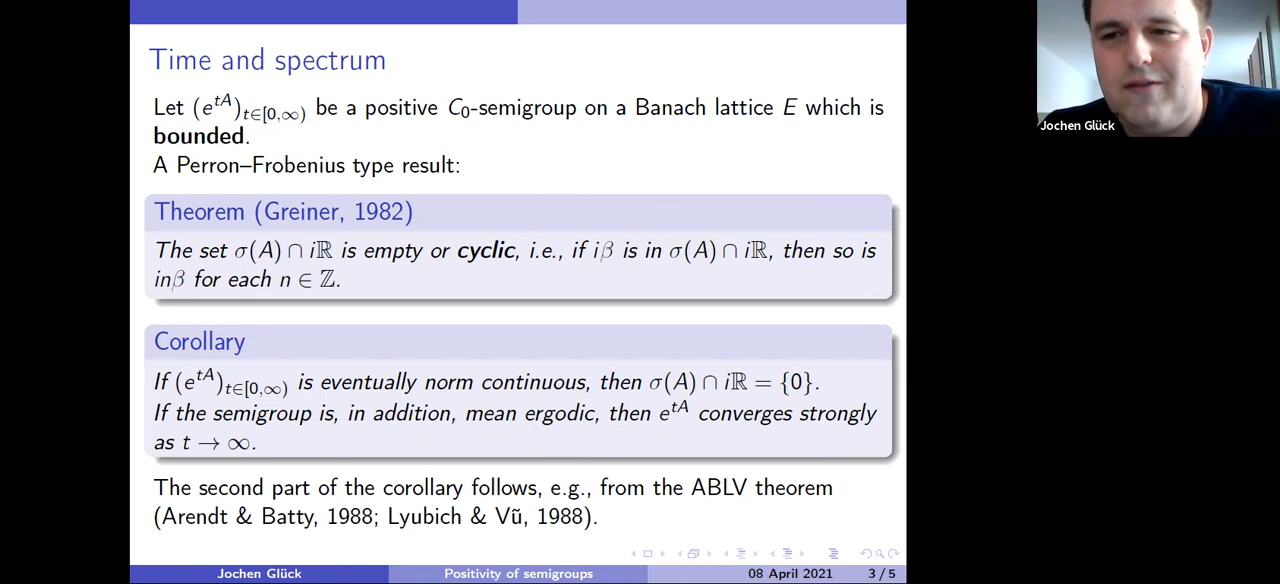 Time and spectrum
Let (e^{tA})_{t∈[0,∞)} be a positive C₀-semigroup on a Banach lattice E which is
bounded.
A Perron–Frobenius type result:
Theorem (Greiner, 1982)
The set σ(A) ∩ iℝ is empty or cyclic, i.e., if iβ is in σ(A) ∩ iℝ, then so is
inβ for each n ∈ ℤ.
Corollary
If (e^{tA})_{t∈[0,∞)} is eventually norm continuous, then σ(A) ∩ iℝ = {0}.
If the semigroup is, in addition, mean ergodic, then e^{tA} converges strongly
as t → ∞.
The second part of the corollary follows, e.g., from the ABLV theorem
(Arendt & Batty, 1988; Lyubich & Vũ, 1988).
Jochen Glück Positivity of semigroups 08 April 2021 3 / 5
Jochen Glück